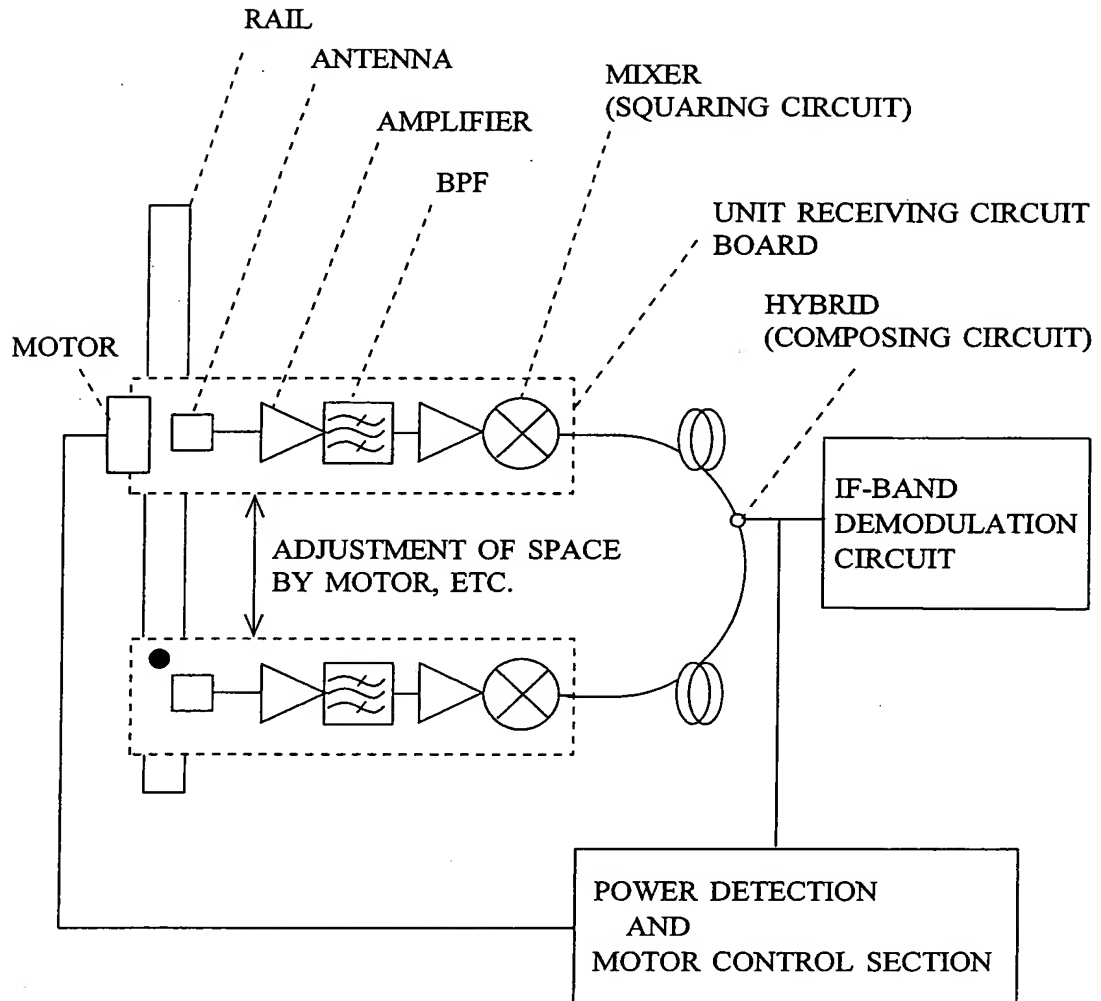 RAIL
ANTENNA
AMPLIFIER
BPF
MIXER
(SQUARING CIRCUIT)
UNIT RECEIVING CIRCUIT
BOARD
HYBRID
(COMPOSING CIRCUIT)
MOTOR
IF-BAND
DEMODULATION
CIRCUIT
ADJUSTMENT OF SPACE
BY MOTOR, ETC.
POWER DETECTION
AND
MOTOR CONTROL SECTION